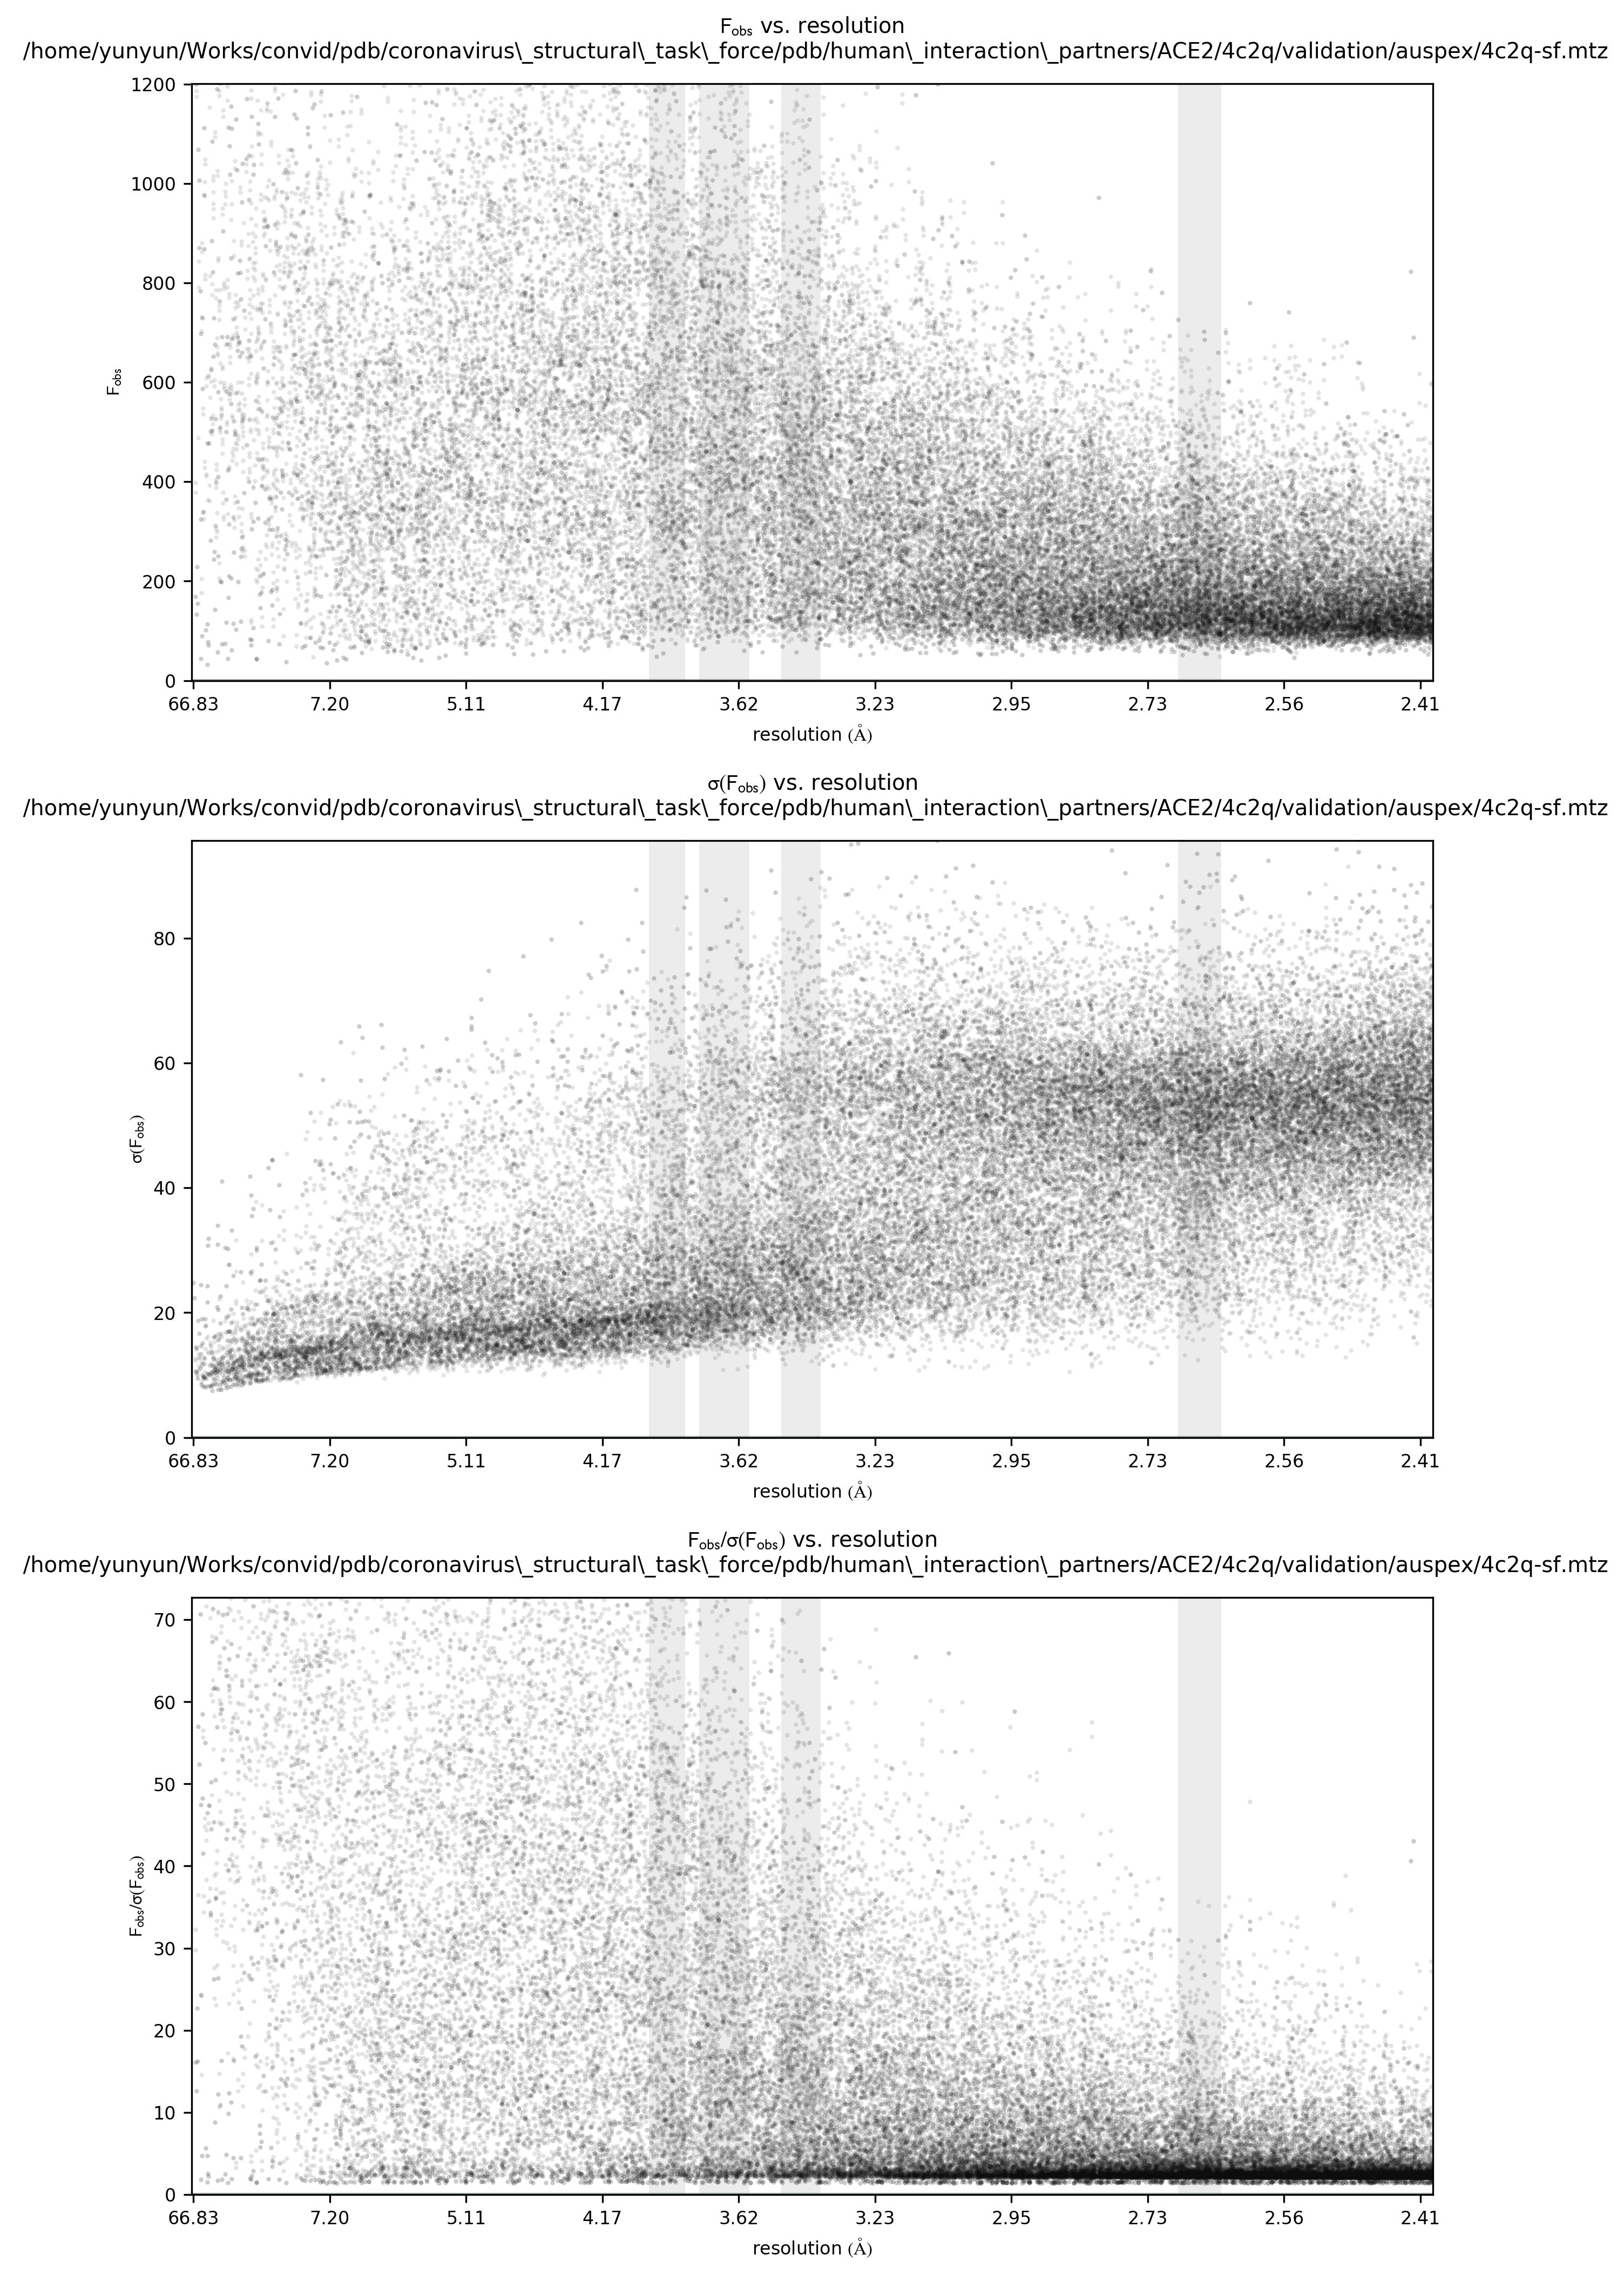 Fobs vs. resolution
/home/yunyun/Works/convid/pdb/coronavirus\_structural\_task\_force/pdb/human\_interaction\_partners/ACE2/4c2q/validation/auspex/4c2q-sf.mtz
1200
1000
800
600
400
200
0
Fobs
66.83 7.20 5.11 4.17 3.62 3.23 2.95 2.73 2.56 2.41
resolution (Å)
σ(Fobs) vs. resolution
/home/yunyun/Works/convid/pdb/coronavirus\_structural\_task\_force/pdb/human\_interaction\_partners/ACE2/4c2q/validation/auspex/4c2q-sf.mtz
80
60
40
20
0
σ(Fobs)
66.83 7.20 5.11 4.17 3.62 3.23 2.95 2.73 2.56 2.41
resolution (Å)
Fobs/σ(Fobs) vs. resolution
/home/yunyun/Works/convid/pdb/coronavirus\_structural\_task\_force/pdb/human\_interaction\_partners/ACE2/4c2q/validation/auspex/4c2q-sf.mtz
70
60
50
40
30
20
10
0
Fobs/σ(Fobs)
66.83 7.20 5.11 4.17 3.62 3.23 2.95 2.73 2.56 2.41
resolution (Å)